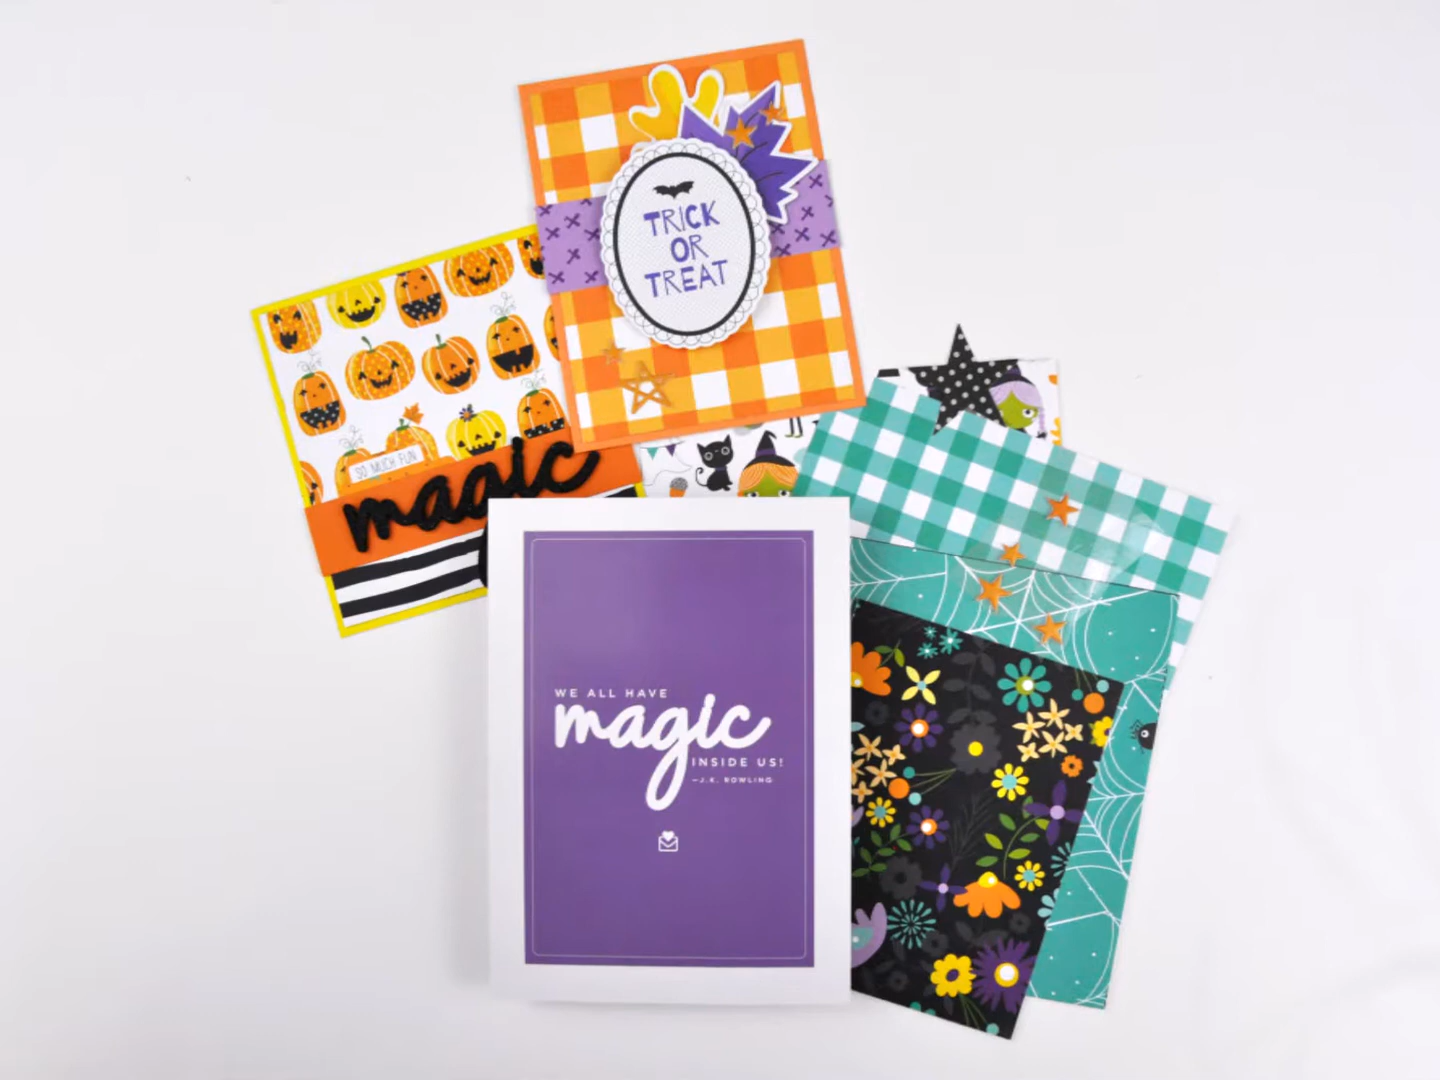 TRICK
OR
TREAT
SO MUCH FUN
magic
WE ALL HAVE
magic
INSIDE US!
—J.K. ROWLING